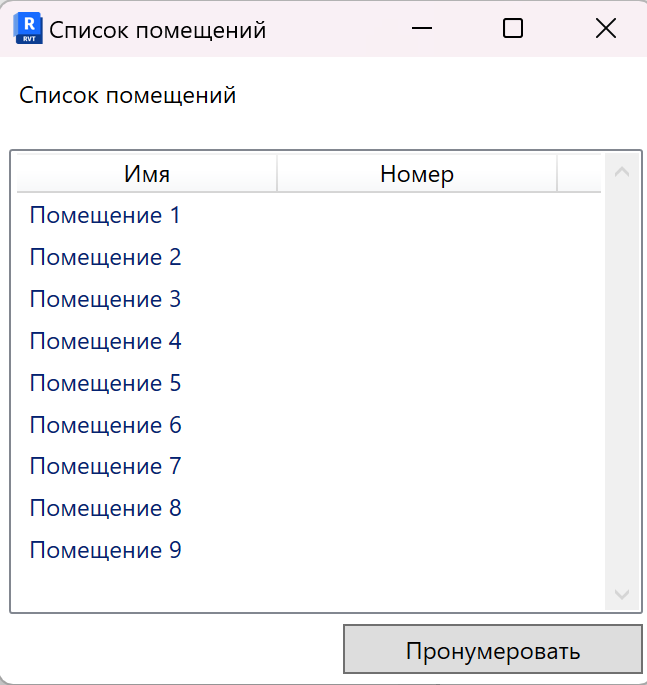 R
RVT
Список помещений
Список помещений
Имя Номер
Помещение 1
Помещение 2
Помещение 3
Помещение 4
Помещение 5
Помещение 6
Помещение 7
Помещение 8
Помещение 9
Пронумеровать